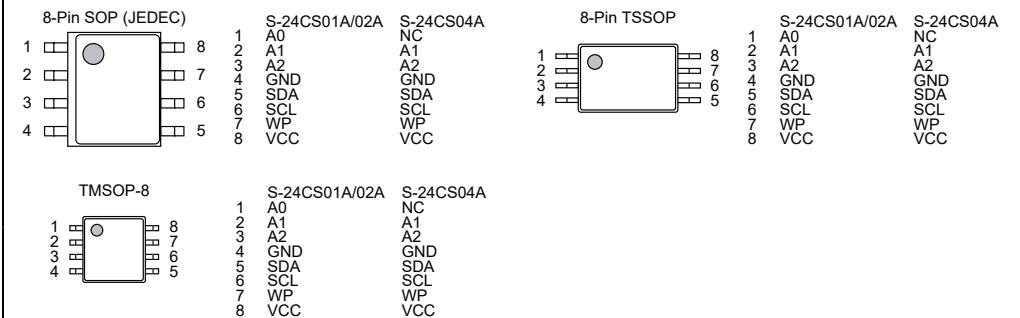 8-Pin SOP (JEDEC)
1 8
2 7
3 6
4 5
S-24CS01A/02A S-24CS04A
1 A0 NC
2 A1 A1
3 A2 A2
4 GND GND
5 SDA SDA
6 SCL SCL
7 WP WP
8 VCC VCC
8-Pin TSSOP
1 8
2 7
3 6
4 5
S-24CS01A/02A S-24CS04A
1 A0 NC
2 A1 A1
3 A2 A2
4 GND GND
5 SDA SDA
6 SCL SCL
7 WP WP
8 VCC VCC
TMSOP-8
1 8
2 7
3 6
4 5
S-24CS01A/02A S-24CS04A
1 A0 NC
2 A1 A1
3 A2 A2
4 GND GND
5 SDA SDA
6 SCL SCL
7 WP WP
8 VCC VCC